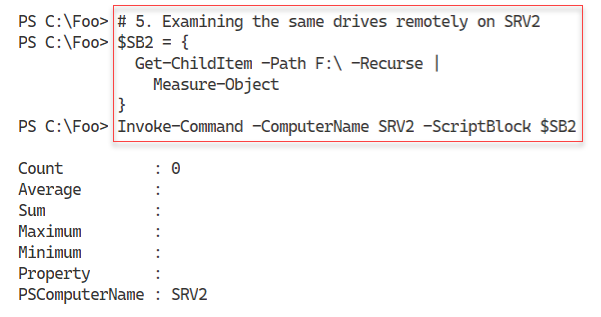 PS C:\Foo> # 5. Examining the same drives remotely on SRV2
PS C:\Foo> $SB2 = {
  Get-ChildItem -Path F:\ -Recurse |
    Measure-Object
}
PS C:\Foo> Invoke-Command -ComputerName SRV2 -ScriptBlock $SB2
Count          : 0
Average        :
Sum            :
Maximum        :
Minimum        :
Property       :
PSComputerName : SRV2